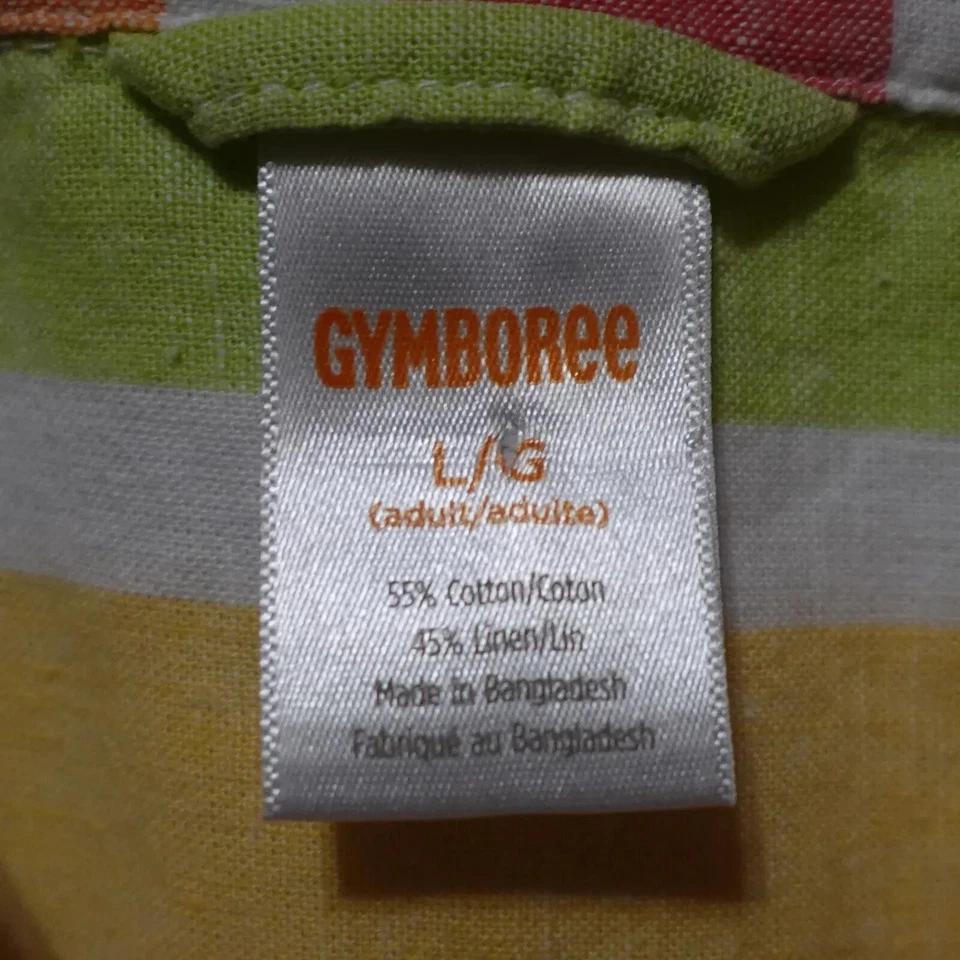 GYMBORee
L/G
(adult/adulte)
55% Cotton/Coton
45% Linen/Lin
Made in Bangladesh
Fabriqué au Bangladesh